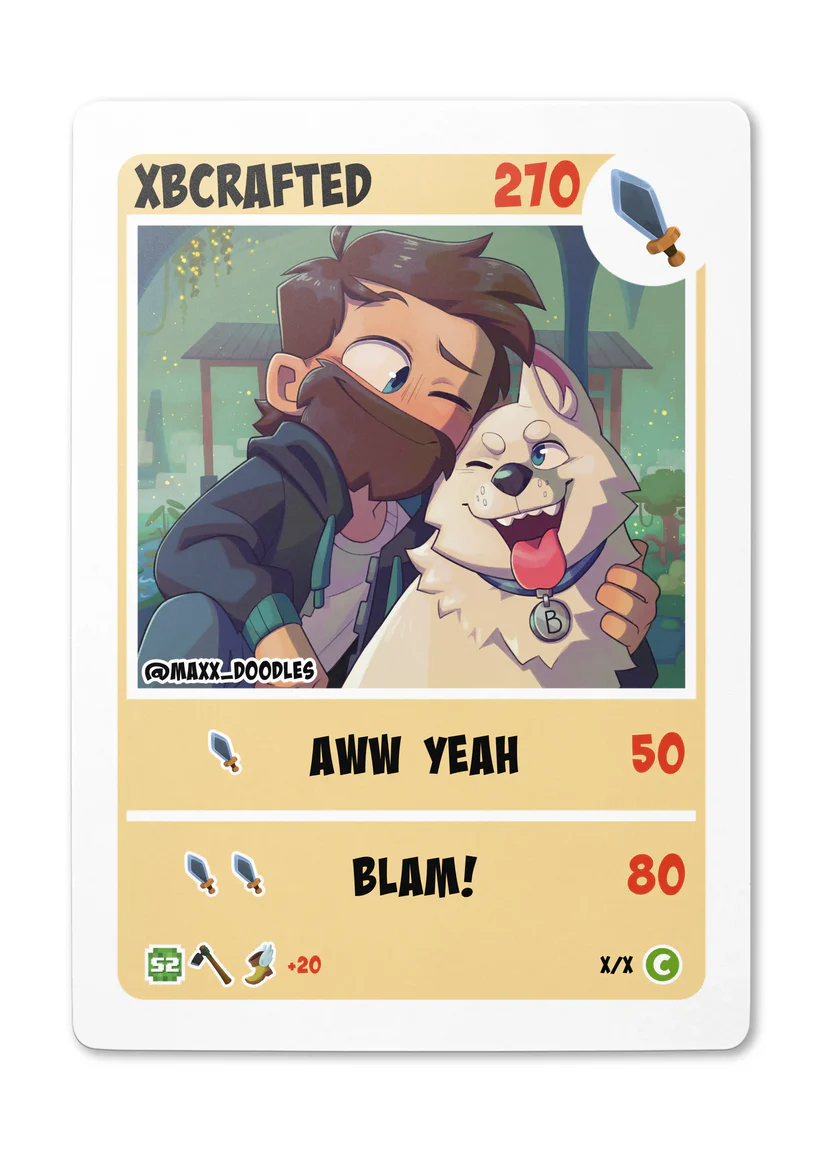 XBCRAFTED 270
B
@MAXX_DOODLES
AWW YEAH 50
BLAM! 80
S2 +20 X/X C